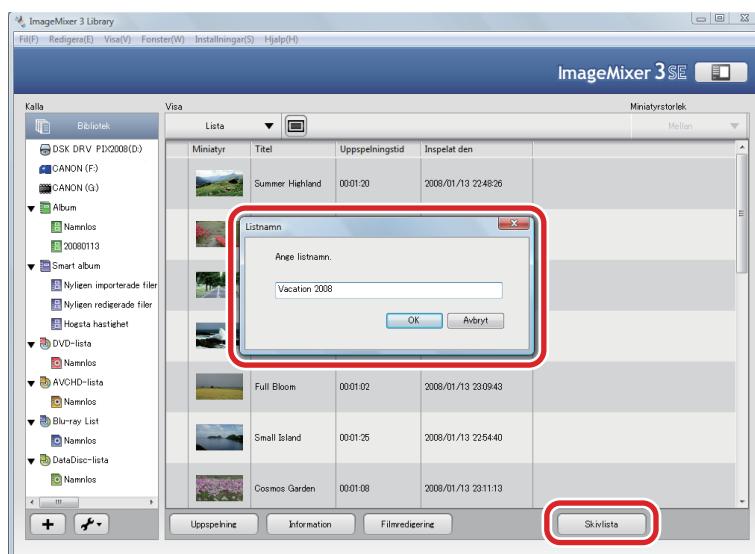 ImageMixer 3 Library
Fil(F) Redigera(E) Visa(V) Fonster(W) Installningar(S) Hjalp(H)
ImageMixer 3 SE
Kalla Visa Miniatyrstorlek
Bibliotek Lista Mellan
DSK DRV PIX2008(D:) Miniatyr Titel Uppspelningstid Inspelat den
CANON (F:)
CANON (G:) Summer Highland 00:01:20 2008/01/13 22:48:26
Album
Namnlos
20080113
Smart album
Nyligen importerade filer
Nyligen redigerade filer
Hogsta hastighet
DVD-lista
Namnlos
AVCHD-lista
Namnlos
Blu-ray List
Namnlos
DataDisc-lista
Namnlos
Listnamn
Ange listnamn.
Vacation 2008
OK Avbryt
Full Bloom 00:01:02 2008/01/13 23:09:43
Small Island 00:01:25 2008/01/13 22:54:40
Cosmos Garden 00:01:08 2008/01/13 23:11:13
Uppspelning Information Filmredigering Skivlista